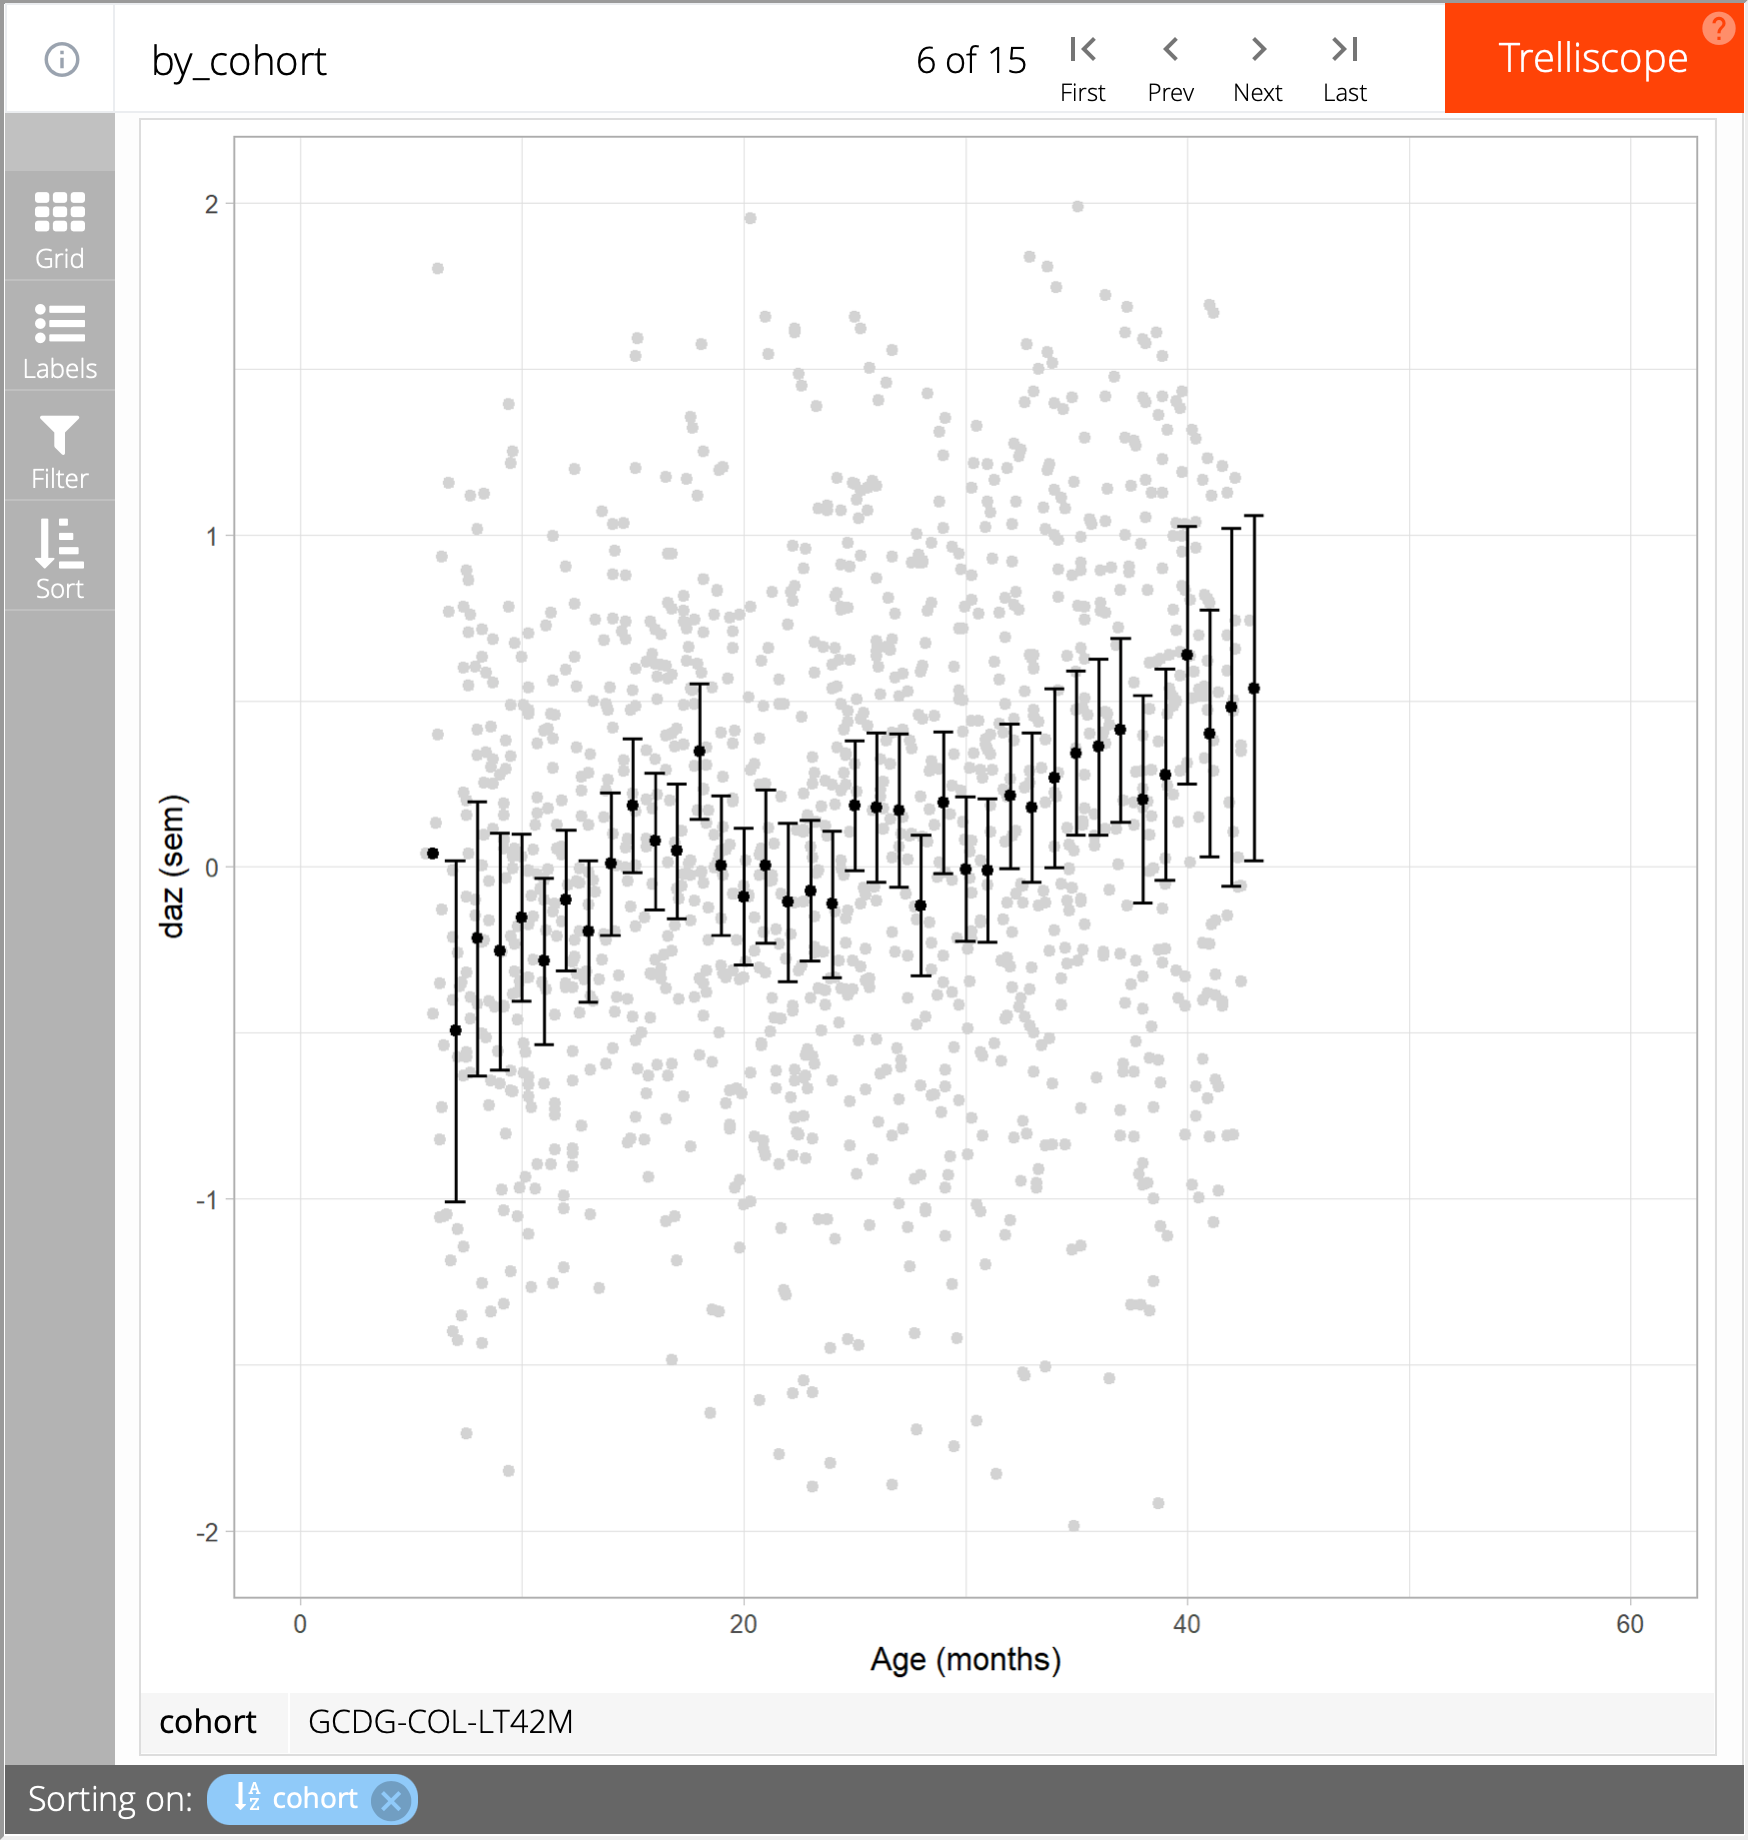 by_cohort
6 of 15
First
Prev
Next
Last
Trelliscope
?
Grid
Labels
Filter
Sort
2
1
0
-1
-2
daz (sem)
0
20
40
60
Age (months)
cohort GCDG-COL-LT42M
Sorting on: AZ cohort